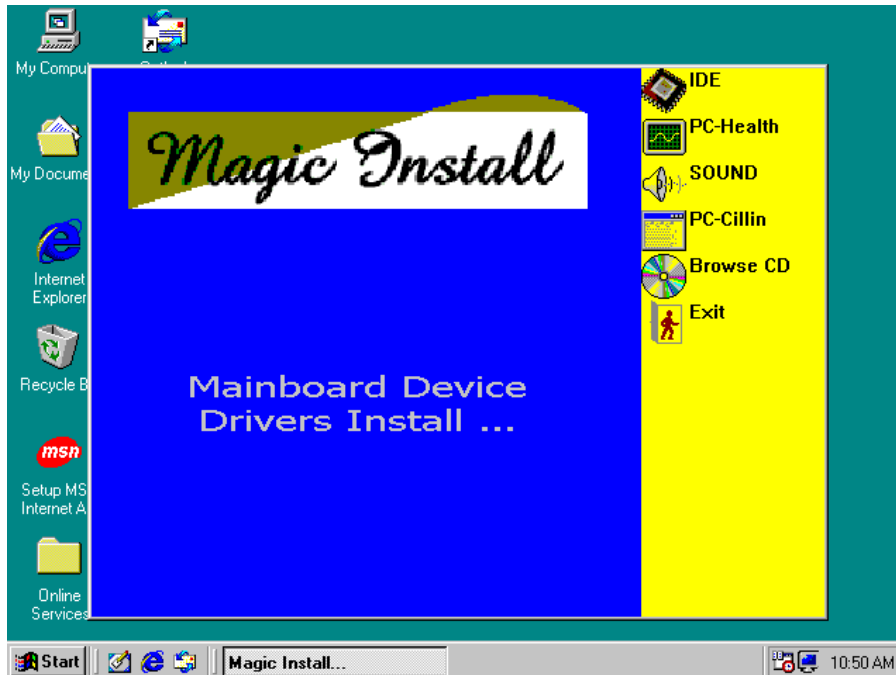 My Compu
My Docume
Internet
Explorer
Recycle B
msn
Setup MS
Internet A
Online
Services
Magic Install
Mainboard Device
Drivers Install ...
IDE
PC-Health
SOUND
PC-Cillin
Browse CD
Exit
Start
Magic Install...
10:50 AM